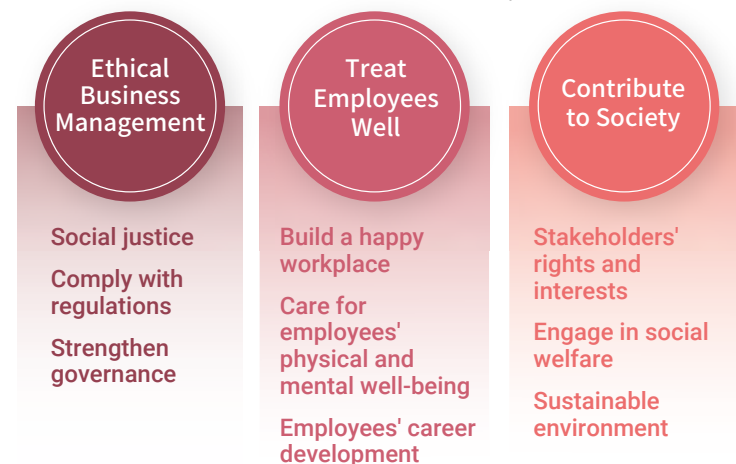 Ethical
Business
Management
Social justice
Comply with
regulations
Strengthen
governance
Treat
Employees
Well
Build a happy
workplace
Care for
employees'
physical and
mental well-being
Employees' career
development
Contribute
to Society
Stakeholders'
rights and
interests
Engage in social
welfare
Sustainable
environment